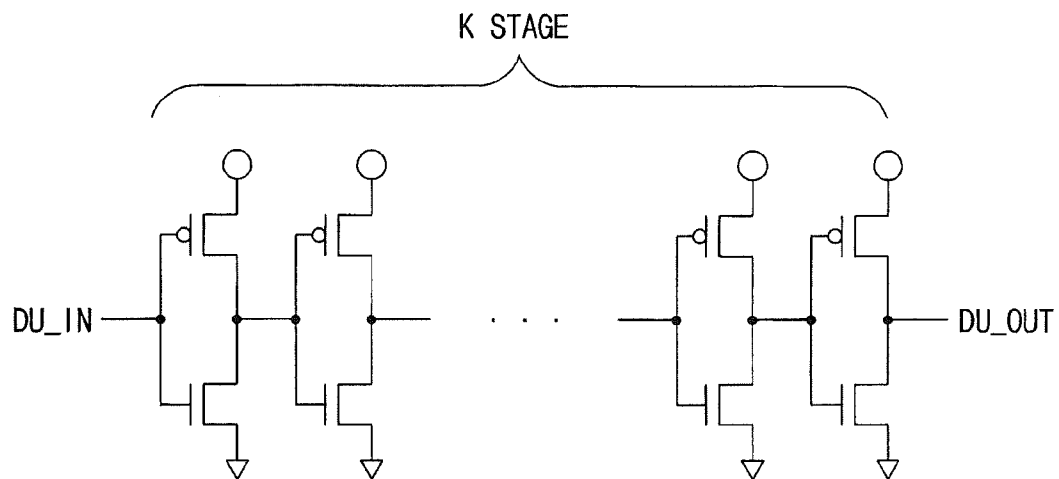 K STAGE
DU_IN
. . .
DU_OUT